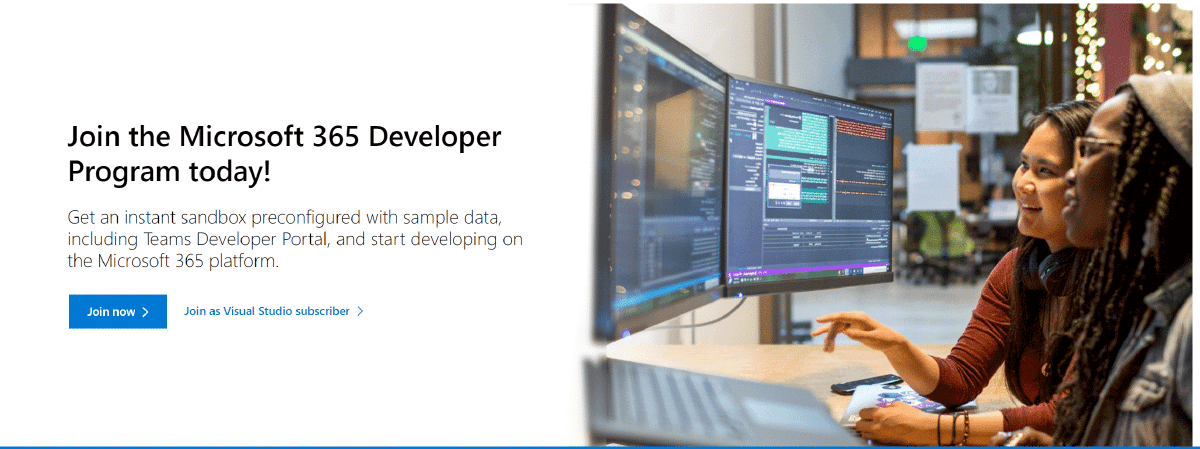 Join the Microsoft 365 Developer
Program today!
Get an instant sandbox preconfigured with sample data,
including Teams Developer Portal, and start developing on
the Microsoft 365 platform.
Join now
Join as Visual Studio subscriber